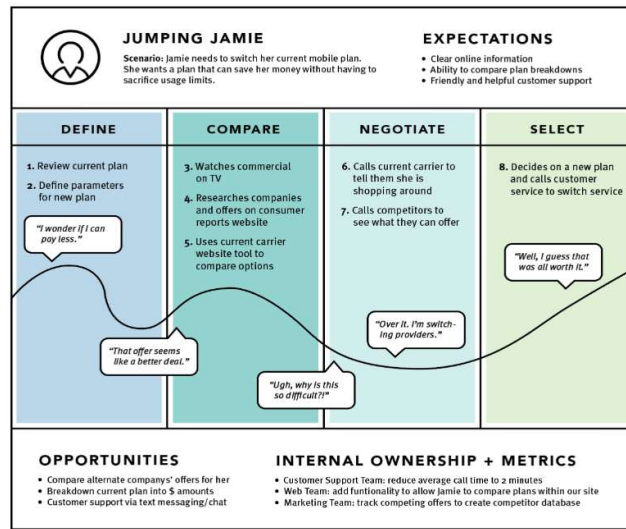 JUMPING JAMIE
Scenario: Jamie needs to switch her current mobile plan.
She wants a plan that can save her money without having to
sacrifice usage limits.
EXPECTATIONS
• Clear online information
• Ability to compare plan breakdowns
• Friendly and helpful customer support
DEFINE
1. Review current plan
2. Define parameters
for new plan
"I wonder if I can
pay less."
COMPARE
3. Watches commercial
on TV
4. Researches companies
and offers on consumer
reports website
5. Uses current carrier
website tool to
compare options
"That offer seems
like a better deal."
NEGOTIATE
6. Calls current carrier to
tell them she is
shopping around
7. Calls competitors to
see what they can offer
"Ugh, why is this
so difficult?!"
"Over it. I'm switch-
ing providers."
SELECT
8. Decides on a new plan
and calls customer
service to switch service
"Well, I guess that
was all worth it."
OPPORTUNITIES
• Compare alternate companys' offers for her
• Breakdown current plan into $ amounts
• Customer support via text messaging/chat
INTERNAL OWNERSHIP + METRICS
• Customer Support Team: reduce average call time to 2 minutes
• Web Team: add funtionality to allow Jamie to compare plans within our site
• Marketing Team: track competing offers to create competitor database